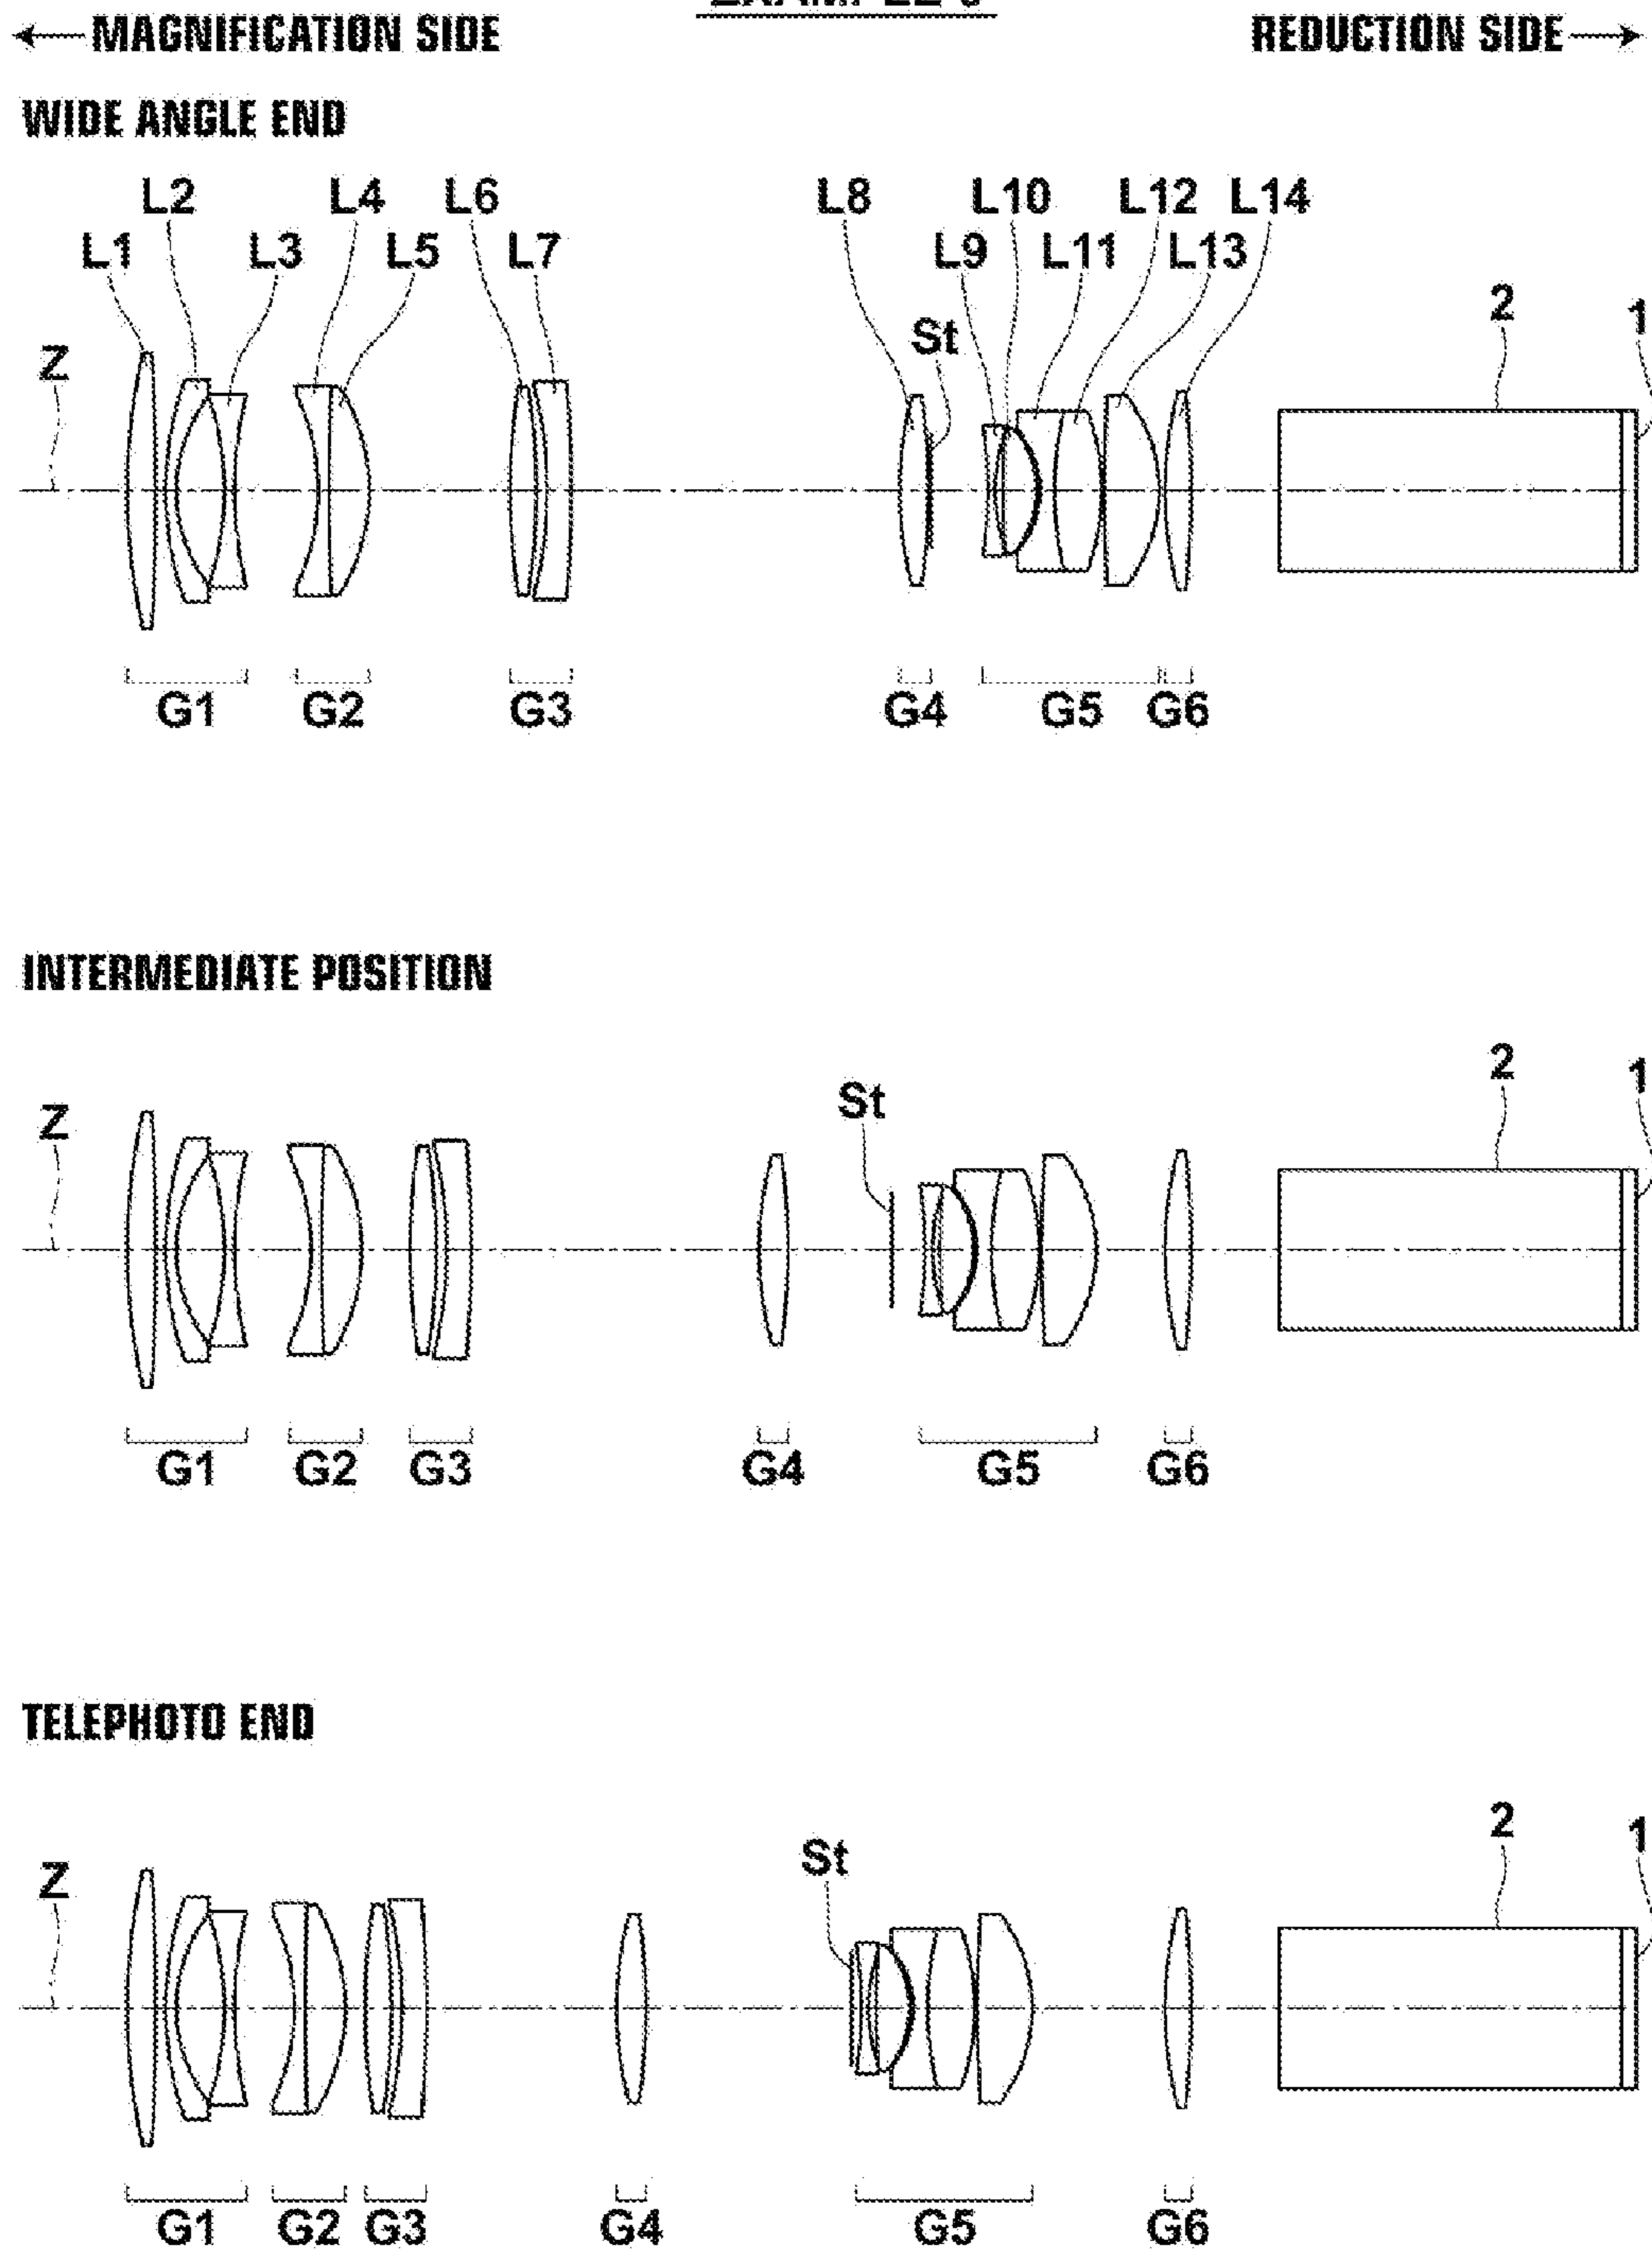 ← MAGNIFICATION SIDE REDUCTION SIDE →
WIDE ANGLE END
L2 L4 L6 L8 L10 L12 L14
L1 L3 L5 L7 L9 L11 L13
2 1
St
Z
G1 G2 G3 G4 G5 G6
INTERMEDIATE POSITION
2 1
St
Z
G1 G2 G3 G4 G5 G6
TELEPHOTO END
2 1
St
Z
G1 G2 G3 G4 G5 G6